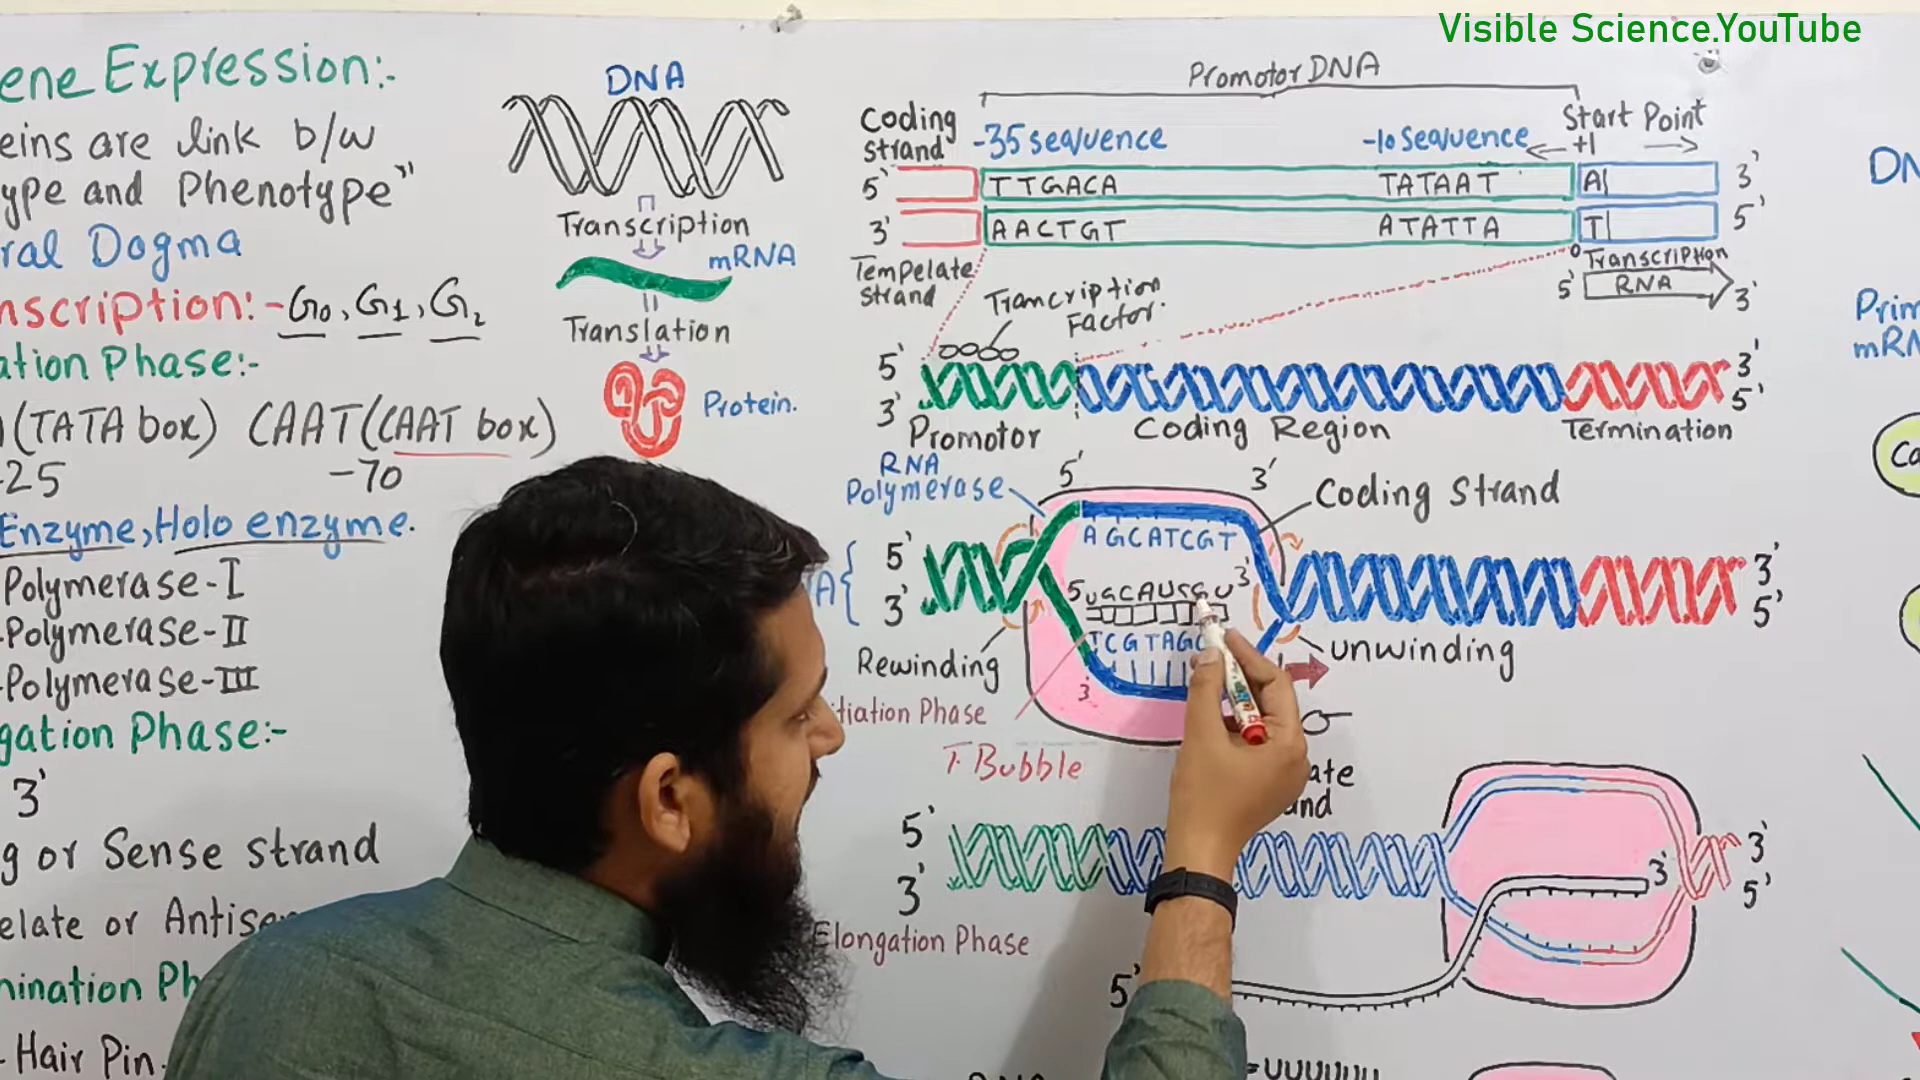 Visible Science.YouTube
ene Expression:-
eins are link b/w
ype and Phenotype"
ral Dogma
nscription:- G₀, G₁, G₂
ation Phase:-
(TATA box) CAAT(CAAT box)
-25 -70
Enzyme, Holo enzyme.
Polymerase-I
-Polymerase-II
-Polymerase-III
gation Phase:-
3'
g or Sense strand
elate or Antise
mination Ph
- Hair Pin.
DNA
Transcription
mRNA
Translation
Protein.
Promotor DNA
Coding strand
-35 sequence
-10 Sequence
Start Point
+1
5' TTGACA TATAAT A 3'
3' AACTGT ATATTA T 5'
Tempelate strand
Transcription
5' RNA 3'
Trancription Factor.
5' 3'
3' 5'
Promotor Coding Region Termination
RNA Polymerase
5' 3'
Coding Strand
AGCATCGT
5' UGCAUCGU 3'
TCGTAGC
3'
A
5' 3'
3' 5'
Rewinding
unwinding
tiation Phase
T. Bubble
ate
and
5' 3'
3' 5'
3'
Elongation Phase
5'
=UUUUUU
DN
Prim
mRN
Ca